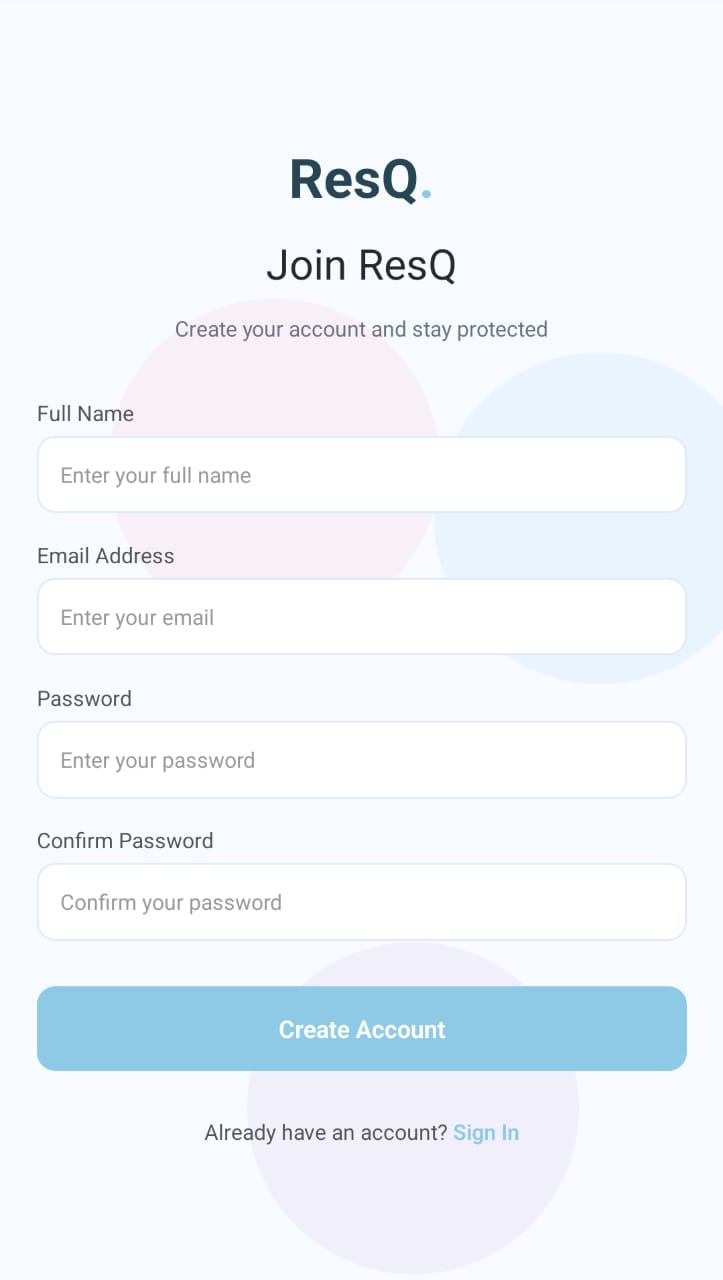 ResQ.
Join ResQ
Create your account and stay protected
Full Name
Enter your full name
Email Address
Enter your email
Password
Enter your password
Confirm Password
Confirm your password
Create Account
Already have an account? Sign In